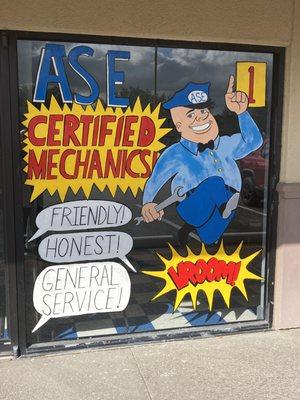 ASE
CERTIFIED
MECHANICS!
ASE
1
FRIENDLY!
HONEST!
GENERAL
SERVICE!
VROOM!